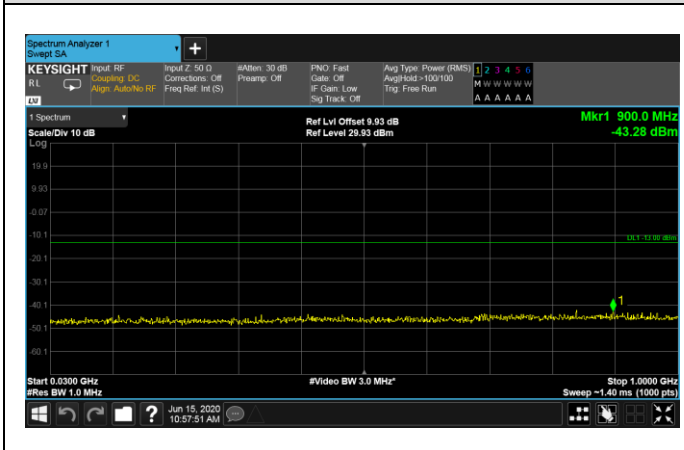 Spectrum Analyzer 1
Swept SA
KEYSIGHT
RL
LXI
Input: RF
Coupling: DC
Align: Auto/No RF
Input Z: 50 Ω
Corrections: Off
Freq Ref: Int (S)
#Atten: 30 dB
Preamp: Off
PNO: Fast
Gate: Off
IF Gain: Low
Sig Track: Off
Avg Type: Power (RMS)
Avg|Hold >100/100
Trig: Free Run
1 2 3 4 5 6
M W W W W W
A A A A A A
1 Spectrum
Scale/Div 10 dB
Ref Lvl Offset 9.93 dB
Ref Level 29.93 dBm
Mkr1 900.0 MHz
-43.28 dBm
Log
19.9
9.93
-0.07
-10.1
DL1 -13.00 dBm
-20.1
-30.1
-40.1
1
-50.1
-60.1
Start 0.0300 GHz
#Res BW 1.0 MHz
#Video BW 3.0 MHz*
Stop 1.0000 GHz
Sweep ~1.40 ms (1000 pts)
?
Jun 15, 2020
10:57:51 AM